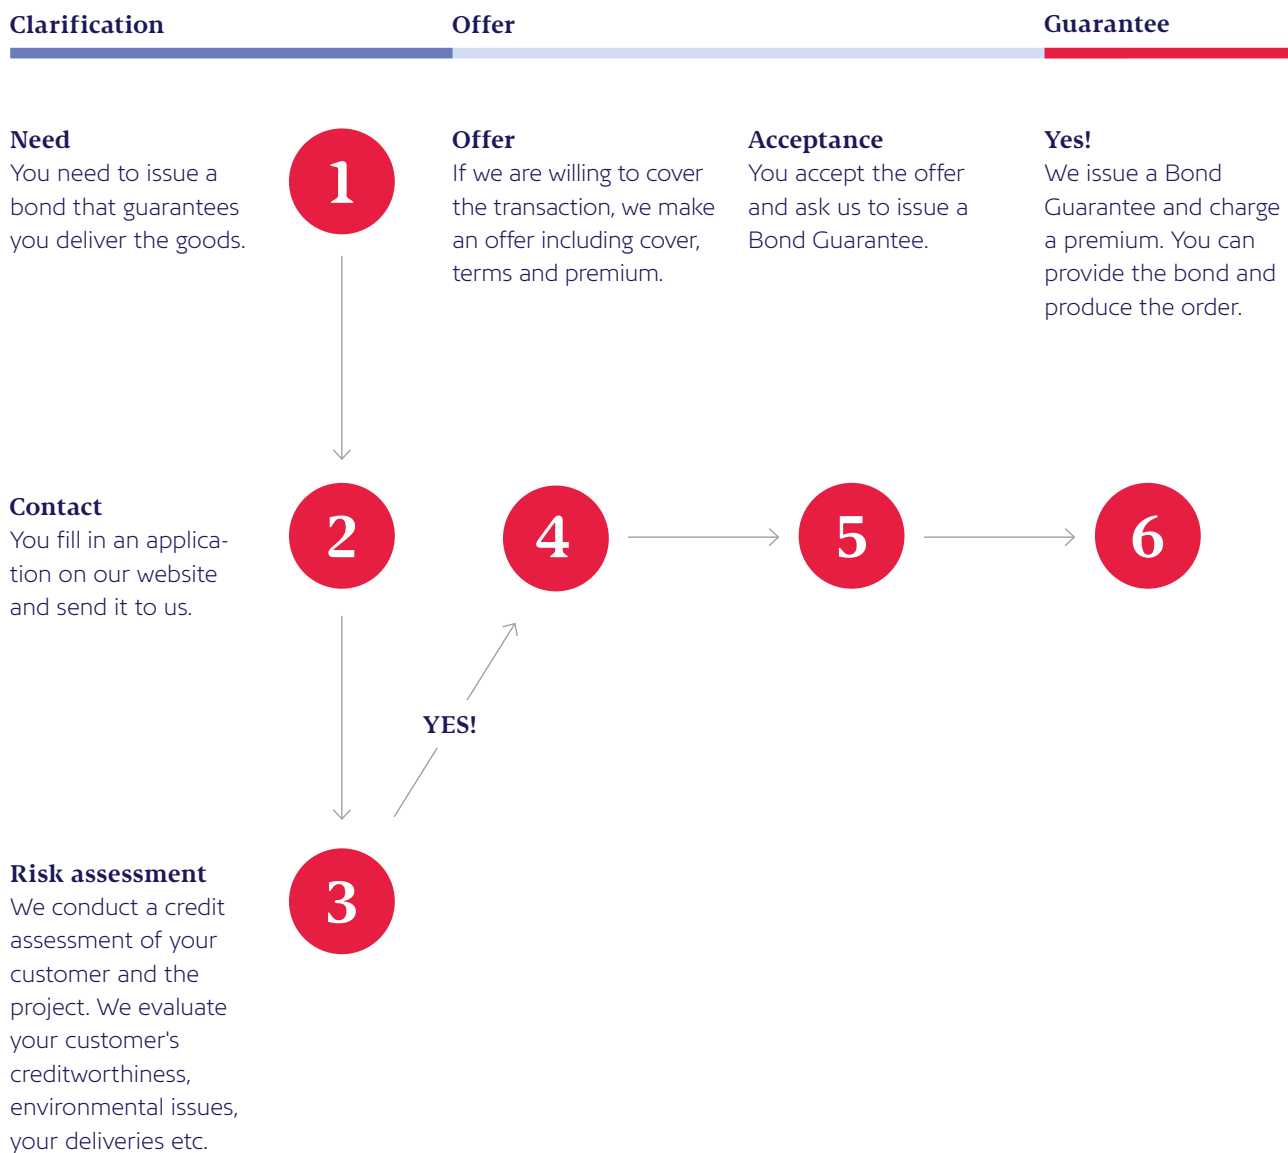 Clarification
Offer
Guarantee
Need
You need to issue a
bond that guarantees
you deliver the goods.
1
Offer
If we are willing to cover
the transaction, we make
an offer including cover,
terms and premium.
Acceptance
You accept the offer
and ask us to issue a
Bond Guarantee.
Yes!
We issue a Bond
Guarantee and charge
a premium. You can
provide the bond and
produce the order.
Contact
You fill in an applica-
tion on our website
and send it to us.
2
4
5
6
YES!
Risk assessment
We conduct a credit
assessment of your
customer and the
project. We evaluate
your customer's
creditworthiness,
environmental issues,
your deliveries etc.
3